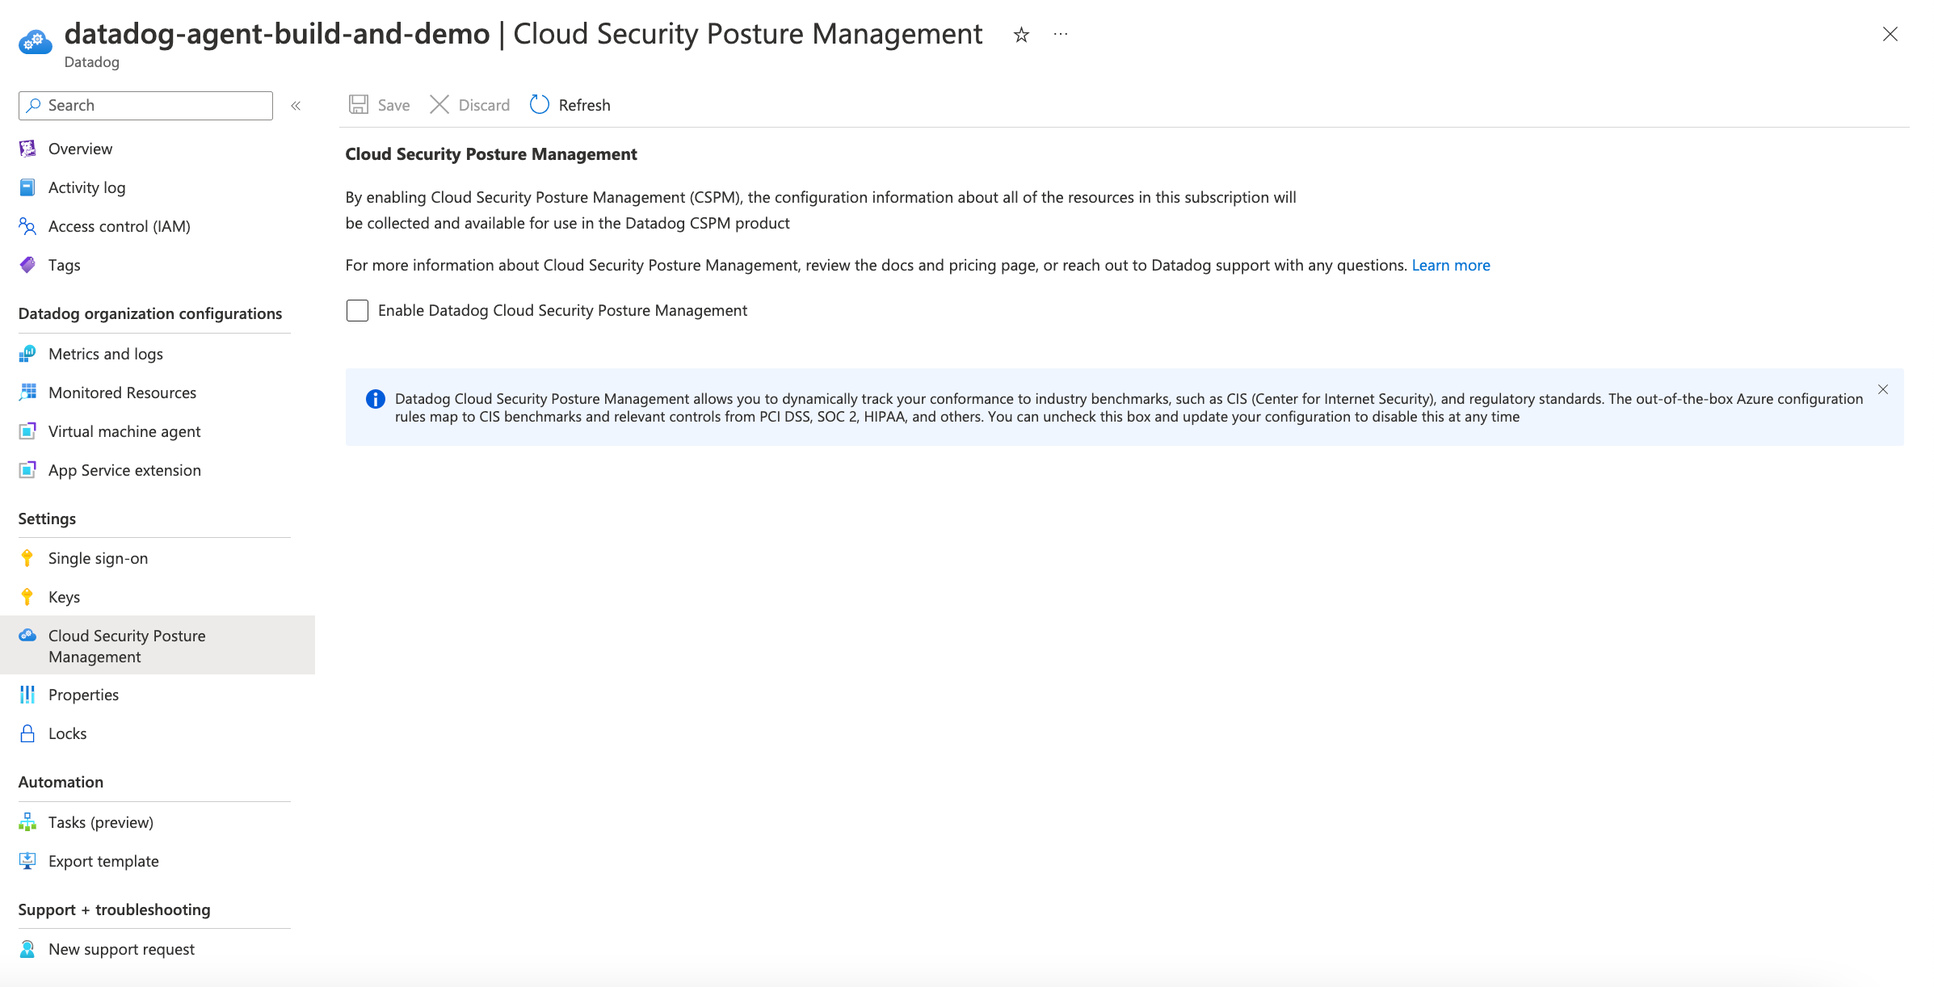 datadog-agent-build-and-demo | Cloud Security Posture Management
Datadog
Search
Save Discard Refresh
Overview
Activity log
Access control (IAM)
Tags
Datadog organization configurations
Metrics and logs
Monitored Resources
Virtual machine agent
App Service extension
Settings
Single sign-on
Keys
Cloud Security Posture
Management
Properties
Locks
Automation
Tasks (preview)
Export template
Support + troubleshooting
New support request
Cloud Security Posture Management
By enabling Cloud Security Posture Management (CSPM), the configuration information about all of the resources in this subscription will
be collected and available for use in the Datadog CSPM product
For more information about Cloud Security Posture Management, review the docs and pricing page, or reach out to Datadog support with any questions. Learn more
Enable Datadog Cloud Security Posture Management
Datadog Cloud Security Posture Management allows you to dynamically track your conformance to industry benchmarks, such as CIS (Center for Internet Security), and regulatory standards. The out-of-the-box Azure configuration
rules map to CIS benchmarks and relevant controls from PCI DSS, SOC 2, HIPAA, and others. You can uncheck this box and update your configuration to disable this at any time